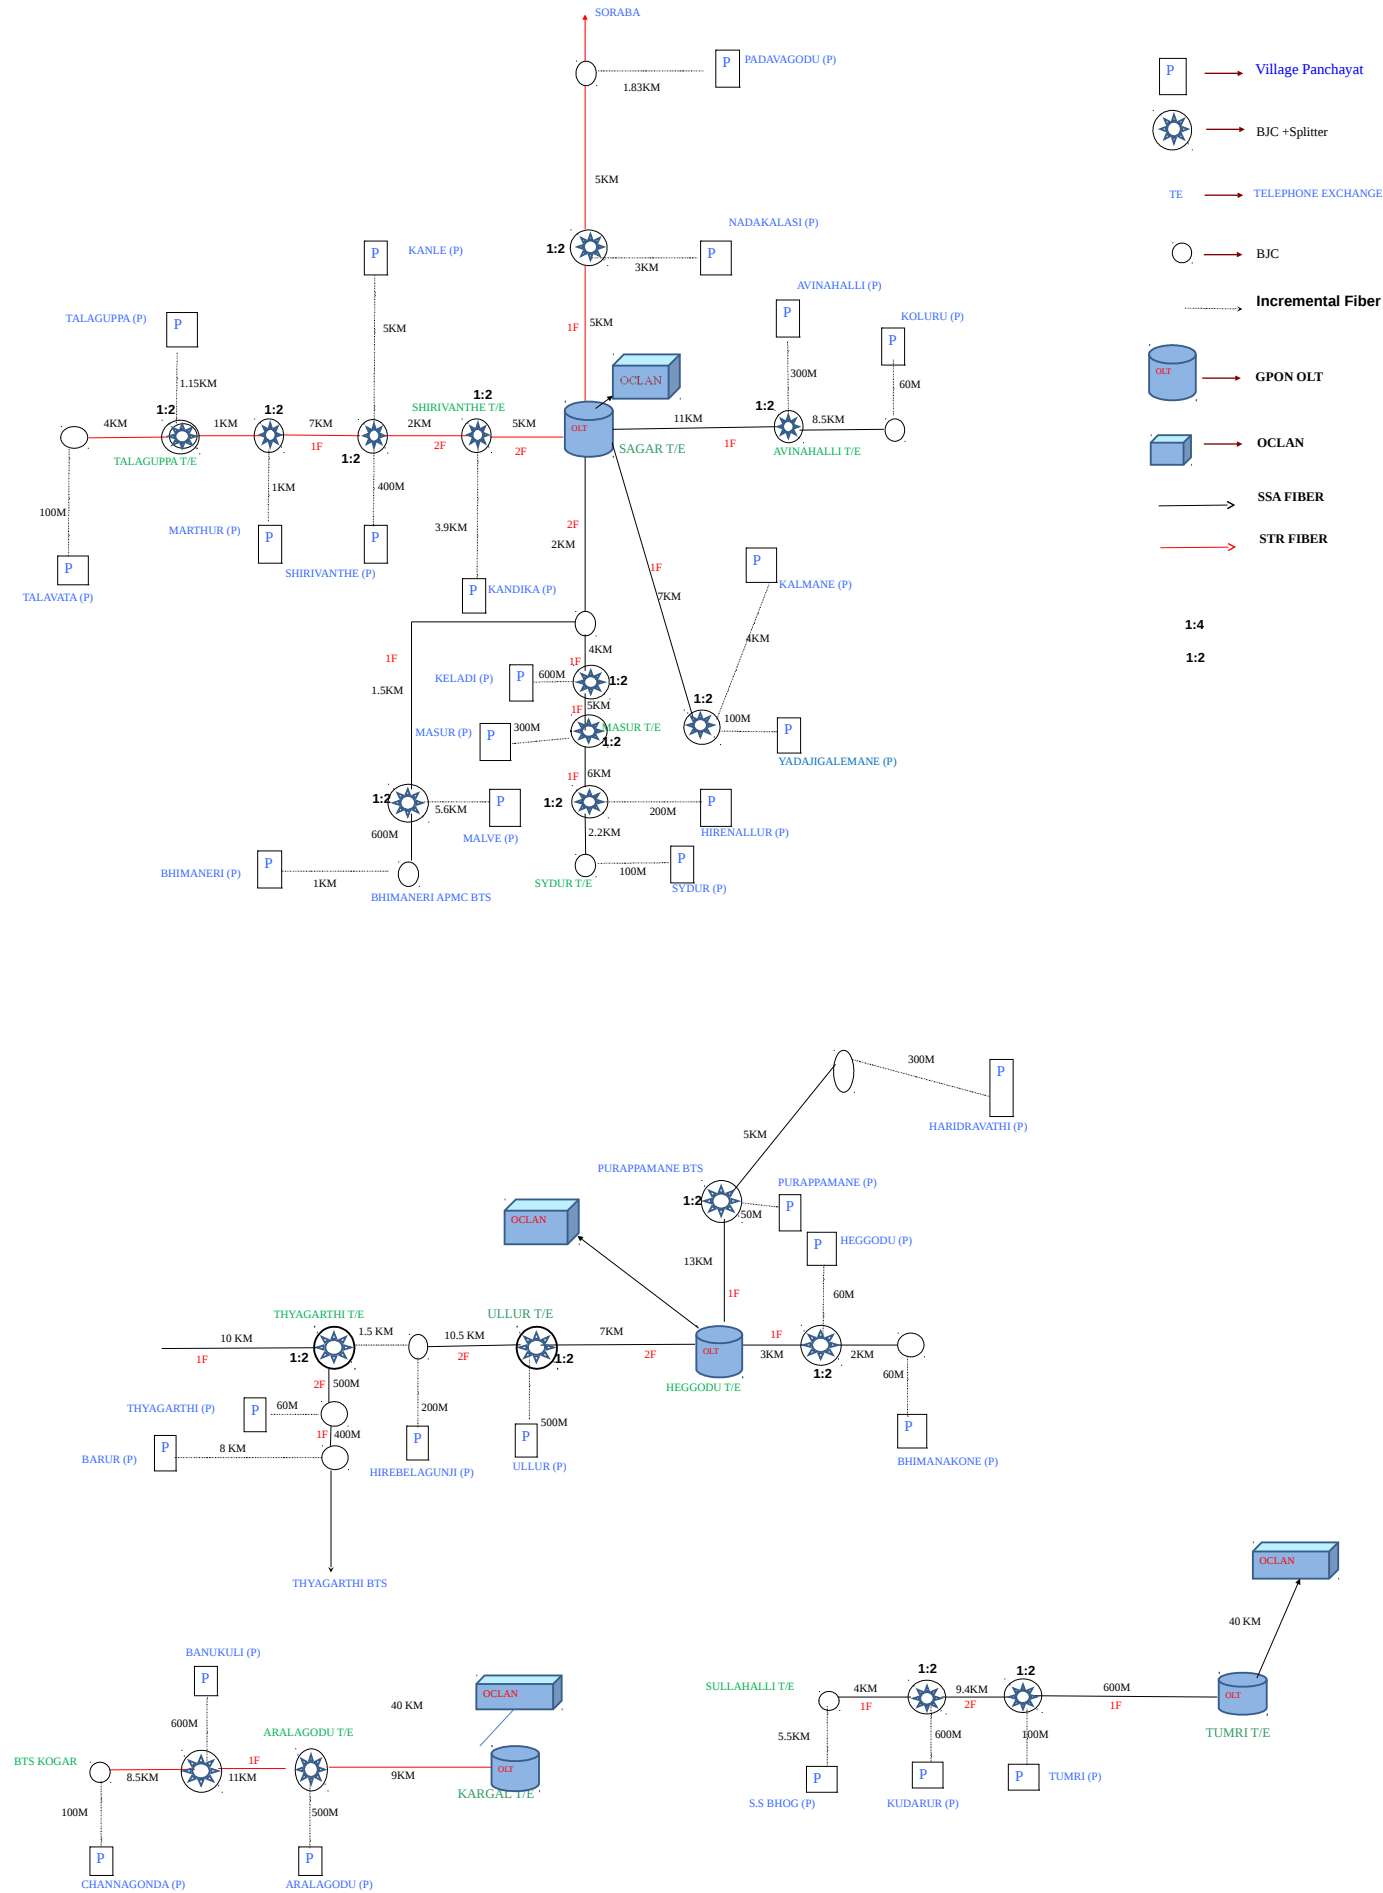 SORABA
P
PADAVAGODU (P)
1.83KM
P
Village Panchayat
BJC +Splitter
TE
TELEPHONE EXCHANGE
BJC
Incremental Fiber
OLT
GPON OLT
OCLAN
SSA FIBER
STR FIBER
1:4
1:2
5KM
NADAKALASI (P)
1:2
P
3KM
KANLE (P)
P
5KM
AVINAHALLI (P)
P
KOLURU (P)
P
TALAGUPPA (P)
P
1F
5KM
300M
60M
1.15KM
OCLAN
1:2
SHIRIVANTHE T/E
1:2
1:2
4KM
1KM
7KM
1F
2KM
2F
5KM
2F
OLT
SAGAR T/E
11KM
1F
1:2
8.5KM
AVINAHALLI T/E
TALAGUPPA T/E
1:2
100M
1KM
400M
3.9KM
MARTHUR (P)
P
P
SHIRIVANTHE (P)
P
TALAVATA (P)
P
KANDIKA (P)
2F
2KM
1F
7KM
P
KALMANE (P)
4KM
1F
1.5KM
4KM
1F
KELADI (P)
P
600M
1:2
5KM
1F
MASUR (P)
P
300M
MASUR T/E
1:2
1:2
100M
P
YADAJIGALEMANE (P)
1F
6KM
1:2
5.6KM
P
MALVE (P)
1:2
200M
P
HIRENALLUR (P)
600M
2.2KM
BHIMANERI (P)
P
1KM
BHIMANERI APMC BTS
SYDUR T/E
100M
P
SYDUR (P)
300M
P
HARIDRAVATHI (P)
5KM
PURAPPAMANE BTS
1:2
PURAPPAMANE (P)
50M
P
OCLAN
P
HEGGODU (P)
13KM
1F
60M
THYAGARTHI T/E
ULLUR T/E
10 KM
1F
1:2
1.5 KM
10.5 KM
2F
1:2
7KM
2F
OLT
HEGGODU T/E
1F
3KM
1:2
2KM
60M
P
BHIMANAKONE (P)
2F
500M
THYAGARTHI (P)
P
60M
1F
400M
BARUR (P)
P
8 KM
200M
P
HIREBELAGUNJI (P)
500M
P
ULLUR (P)
THYAGARTHI BTS
OCLAN
40 KM
BANUKULI (P)
P
600M
ARALAGODU T/E
40 KM
OCLAN
BTS KOGAR
8.5KM
1F
11KM
9KM
OLT
KARGAL T/E
100M
500M
P
CHANNAGONDA (P)
P
ARALAGODU (P)
SULLAHALLI T/E
4KM
1F
1:2
9.4KM
2F
1:2
600M
1F
OLT
TUMRI T/E
5.5KM
600M
100M
P
S.S BHOG (P)
P
KUDARUR (P)
P
TUMRI (P)